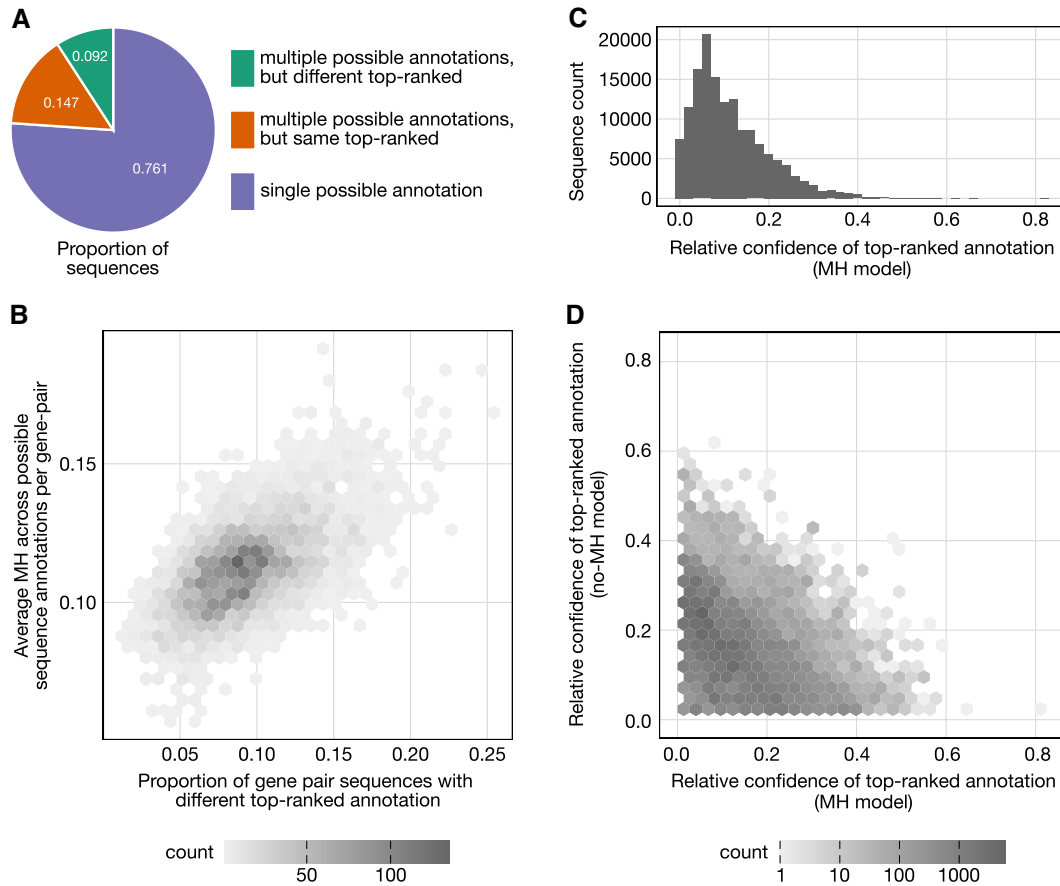 A
0.092
0.147
0.761
multiple possible annotations,
but different top-ranked
multiple possible annotations,
but same top-ranked
single possible annotation
Proportion of
sequences
C
Sequence count
20000
15000
10000
5000
0
0.0 0.2 0.4 0.6 0.8
Relative confidence of top-ranked annotation
(MH model)
B
Average MH across possible
sequence annotations per gene-pair
0.15
0.10
0.05 0.10 0.15 0.20 0.25
Proportion of gene pair sequences with
different top-ranked annotation
count
50 100
D
Relative confidence of top-ranked annotation
(no-MH model)
0.8
0.6
0.4
0.2
0.0
0.0 0.2 0.4 0.6 0.8
Relative confidence of top-ranked annotation
(MH model)
count
1 10 100 1000